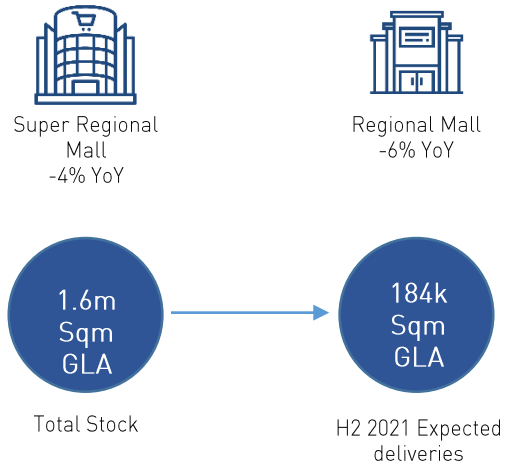 Super Regional
Mall
-4% YoY
Regional Mall
-6% YoY
1.6m
Sqm
GLA
184k
Sqm
GLA
Total Stock
H2 2021 Expected
deliveries